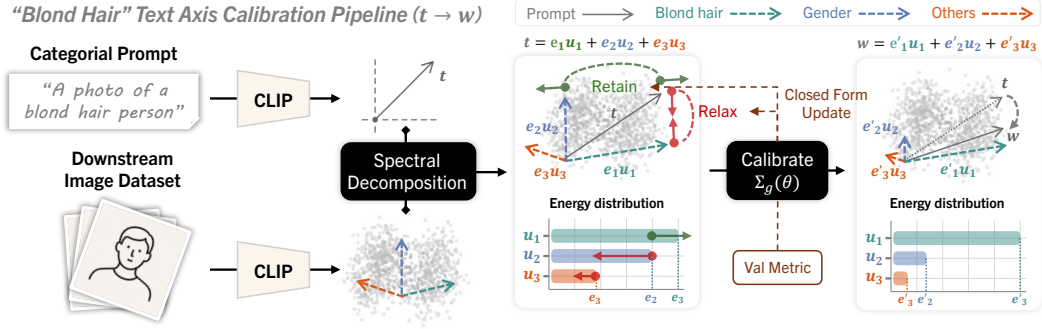 "Blond Hair" Text Axis Calibration Pipeline (t → w)
Prompt
Blond hair
Gender
Others
Categorial Prompt
"A photo of a
blond hair person"
CLIP
t
Downstream
Image Dataset
CLIP
Spectral
Decomposition
t = e₁u₁ + e₂u₂ + e₃u₃
Retain
Relax
t
e₂u₂
e₃u₃
e₁u₁
Energy distribution
u₁
u₂
u₃
e₃
e₂
e₃
Closed Form
Update
Calibrate
Σg(θ)
Val Metric
w = e'₁u₁ + e'₂u₂ + e'₃u₃
t
w
e'₂u₂
e'₃u₃
e'₁u₁
Energy distribution
u₁
u₂
u₃
e'₃
e'₂
e'₃